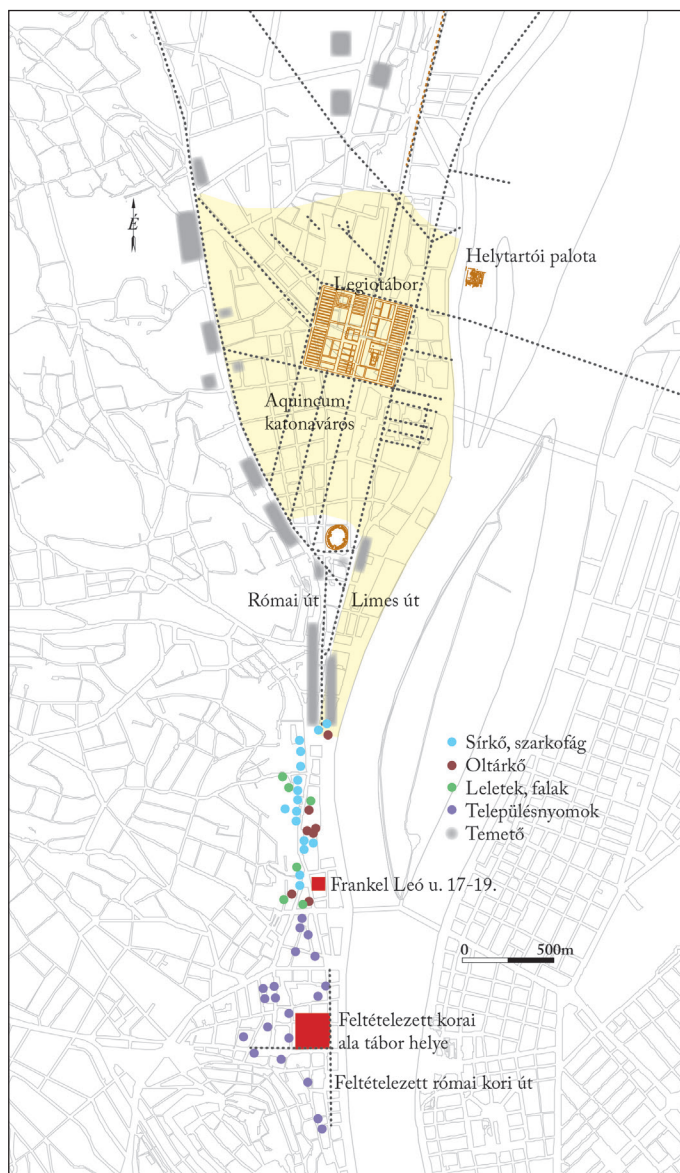 É
Helytartói palota
Legiotábor
Aquincum
katonaváros
Római út
Limes út
Sírkő, szarkofág
Oltárkő
Leletek, falak
Településnyomok
Temető
Frankel Leó u. 17-19.
0 500m
Feltételezett korai
ala tábor helye
Feltételezett római kori út